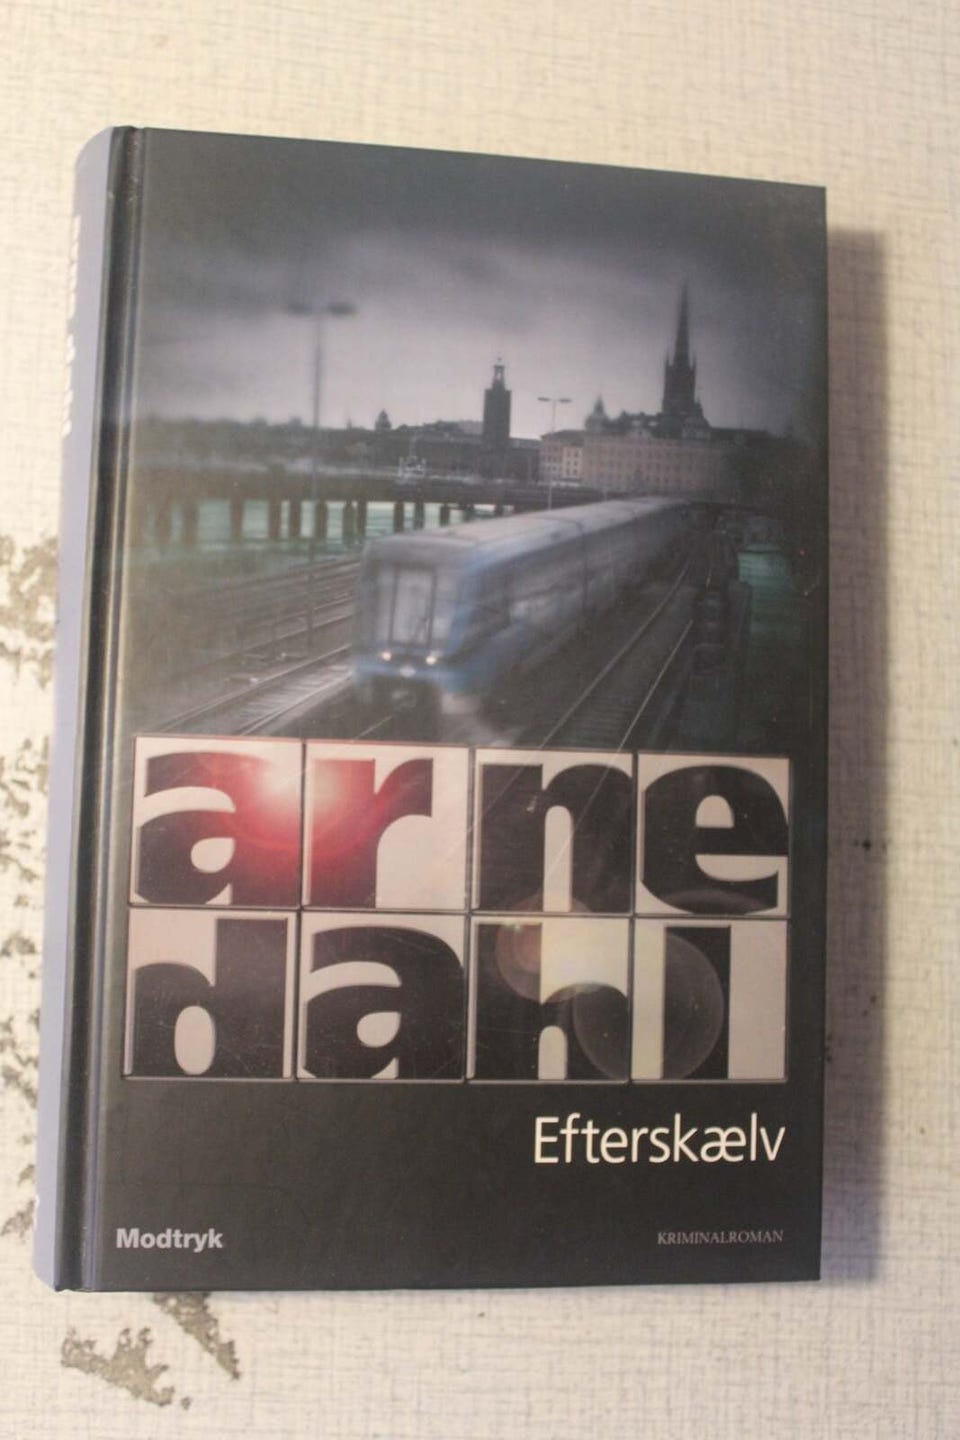 arne
dahl
Efterskælv
Modtryk
KRIMINALROMAN